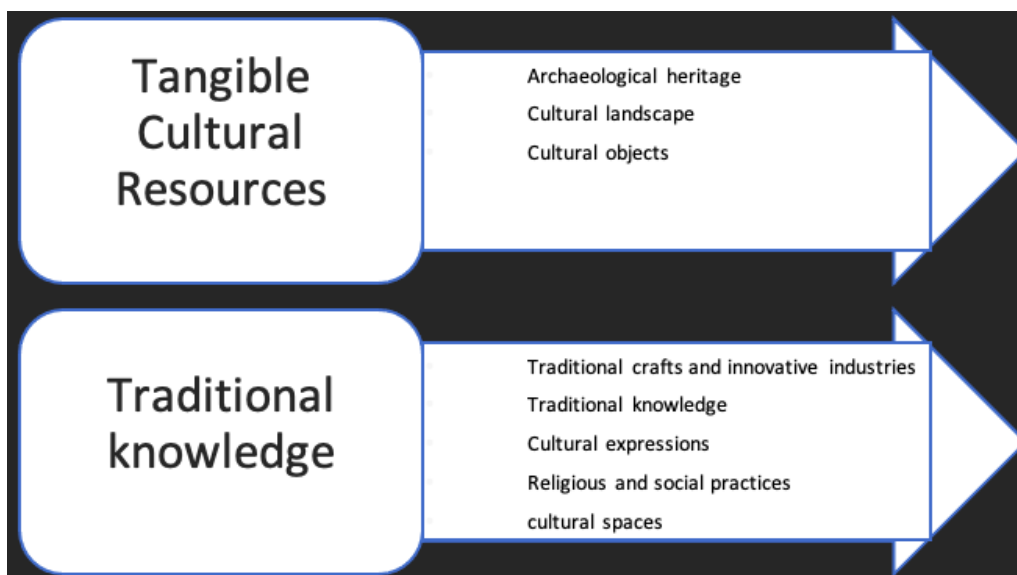 Tangible
Cultural
Resources
Archaeological heritage
Cultural landscape
Cultural objects
Traditional
knowledge
Traditional crafts and innovative industries
Traditional knowledge
Cultural expressions
Religious and social practices
cultural spaces